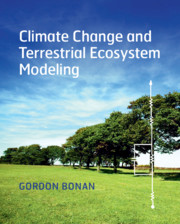 Climate Change and
Terrestrial Ecosystem
Modeling
GORDON BONAN